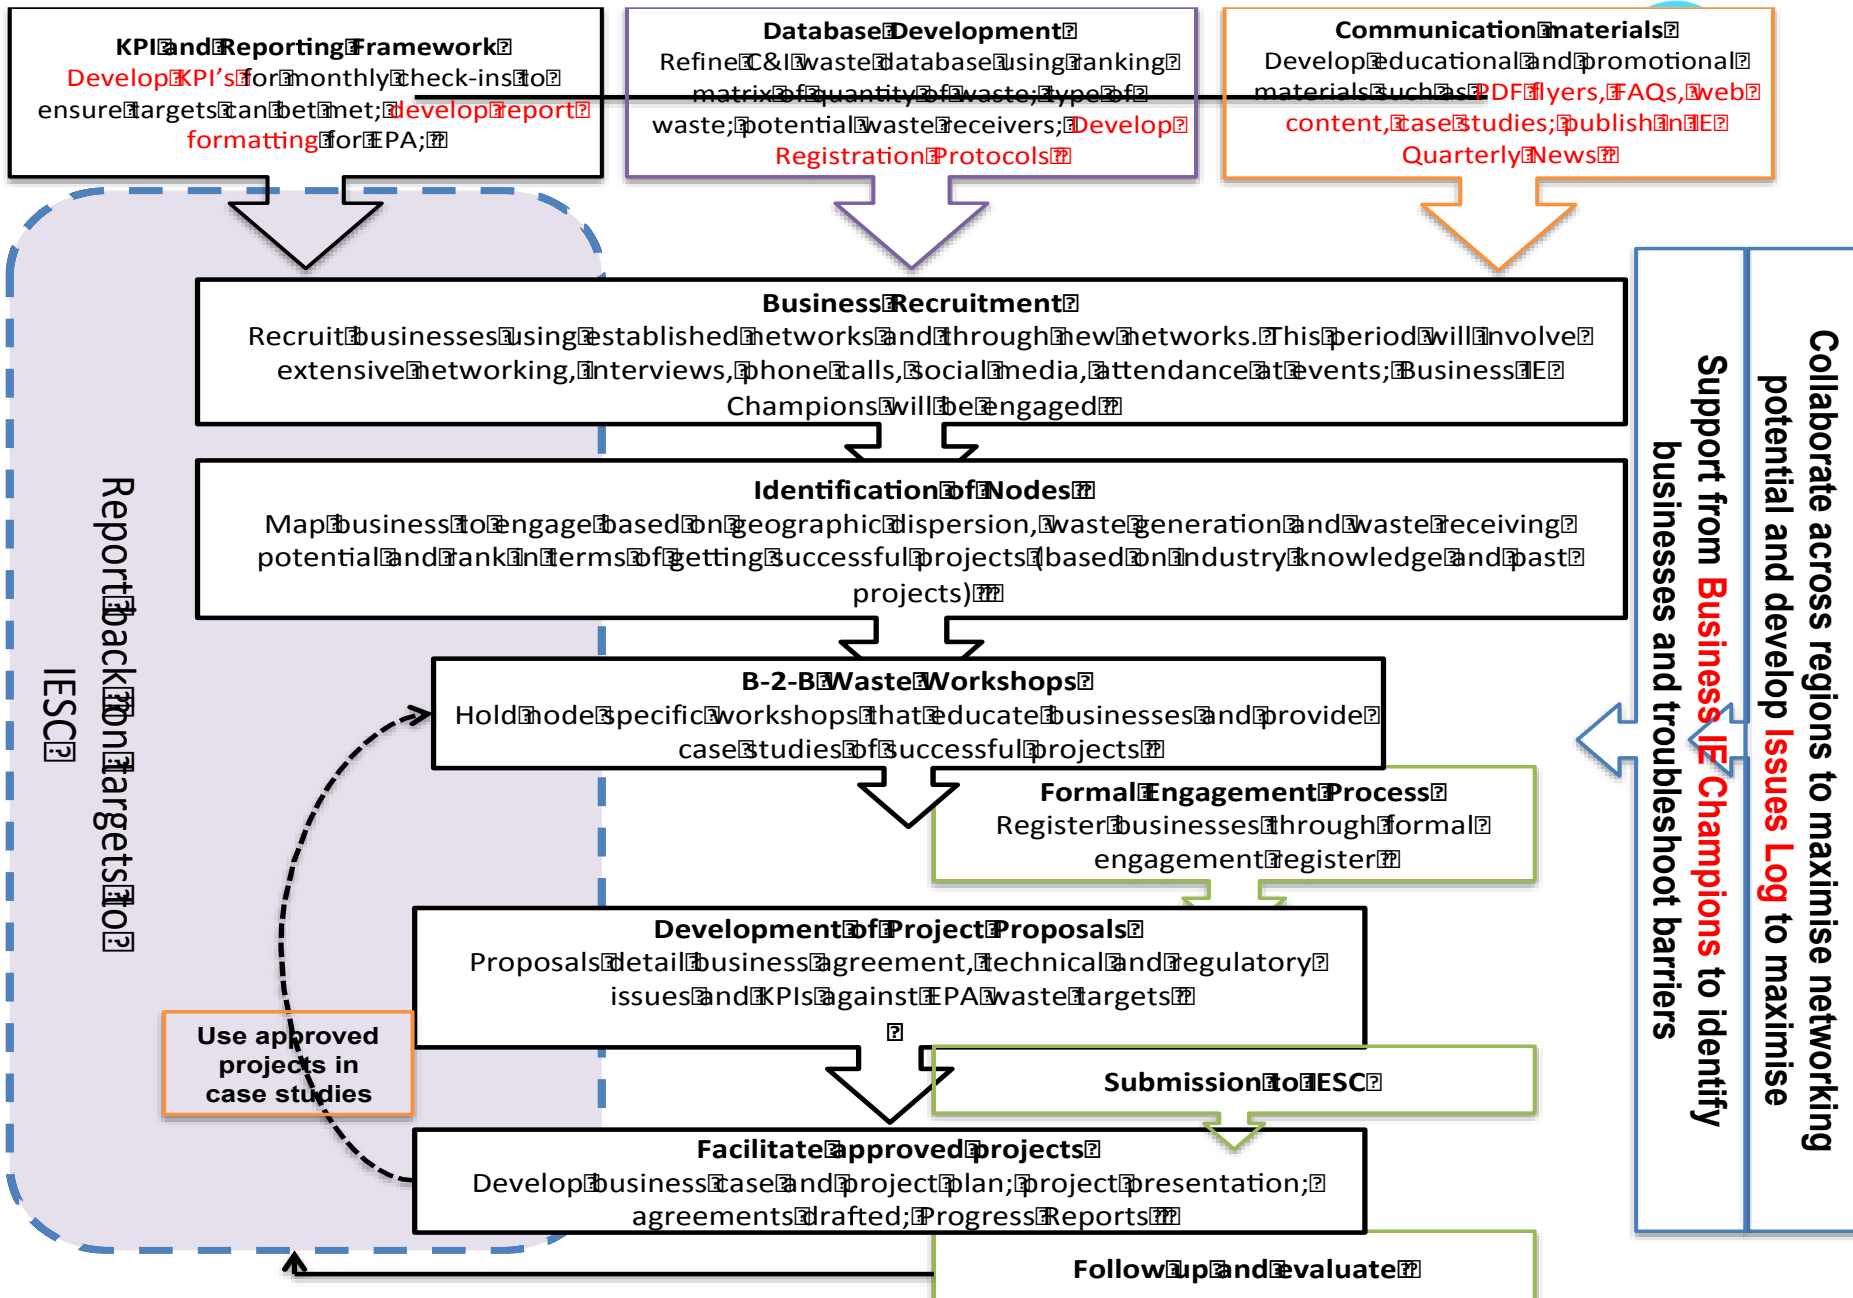 KPI and Reporting Framework
Develop KPI's for monthly check-ins to
ensure targets can bet met; develop report
formatting for EPA;
Database Development
Refine C&I waste database using ranking
matrix of quantity of waste; type of
waste; potential waste receivers; Develop
Registration Protocols
Communication materials
Develop educational and promotional
materials such as PDF flyers, FAQs, web
content, case studies; publish in IE
Quarterly News
Business Recruitment
Recruit businesses using established networks and through new networks. This period will involve
extensive networking, interviews, phone calls, social media, attendance at events; Business IE
Champions will be engaged
Identification of Nodes
Map business to engage based on geographic dispersion, waste generation and waste receiving
potential and rank in terms of getting successful projects (based on industry knowledge and past
projects)
B-2-B Waste Workshops
Hold node specific workshops that educate businesses and provide
case studies of successful projects
Formal Engagement Process
Register businesses through formal
engagement register
Development of Project Proposals
Proposals detail business agreement, technical and regulatory
issues and KPIs against EPA waste targets
Submission to IESC
Facilitate approved projects
Develop business case and project plan; project presentation;
agreements drafted; Progress Reports
Follow up and evaluate
Report back on targets to
IESC
Use approved
projects in
case studies
Support from Business IE Champions to identify
businesses and troubleshoot barriers
Collaborate across regions to maximise networking
potential and develop Issues Log to maximise